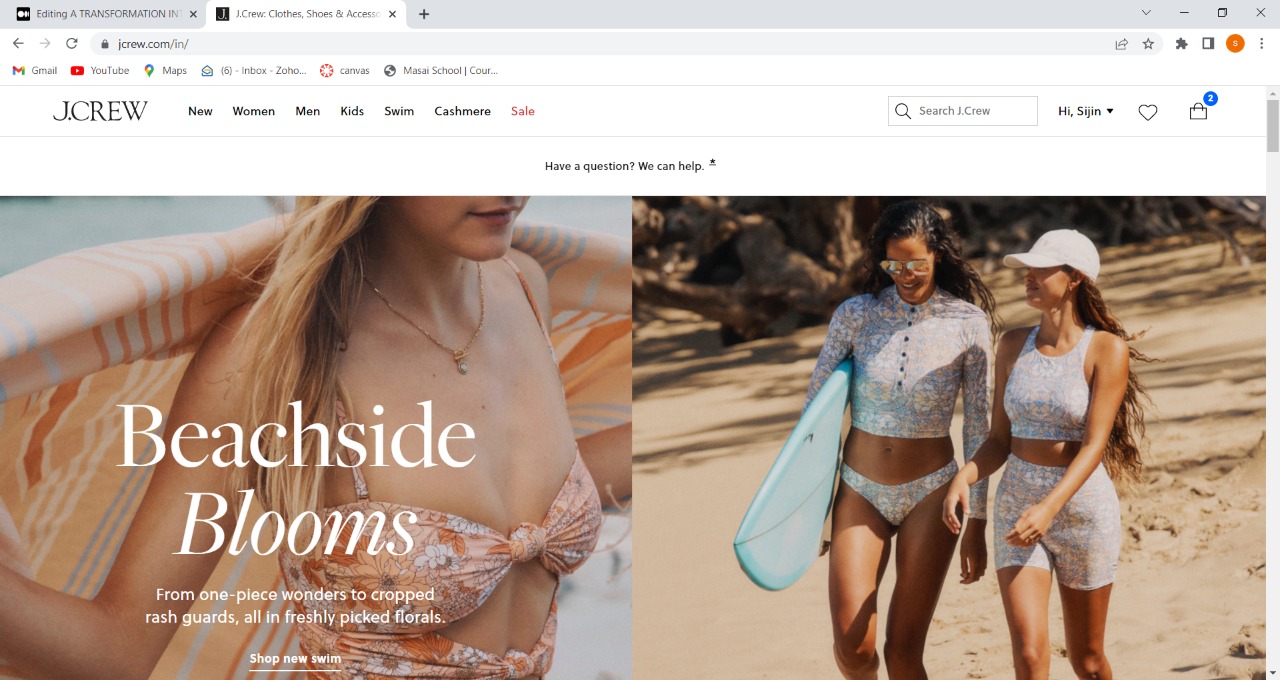 Editing A TRANSFORMATION INT
J.Crew: Clothes, Shoes & Accesso
jcrew.com/in/
S
Gmail
YouTube
Maps
(6) - Inbox - Zoho...
canvas
Masai School | Cour...
J.CREW
New
Women
Men
Kids
Swim
Cashmere
Sale
Search J.Crew
Hi, Sijin
2
Have a question? We can help. *
Beachside
Blooms
From one-piece wonders to cropped
rash guards, all in freshly picked florals.
Shop new swim